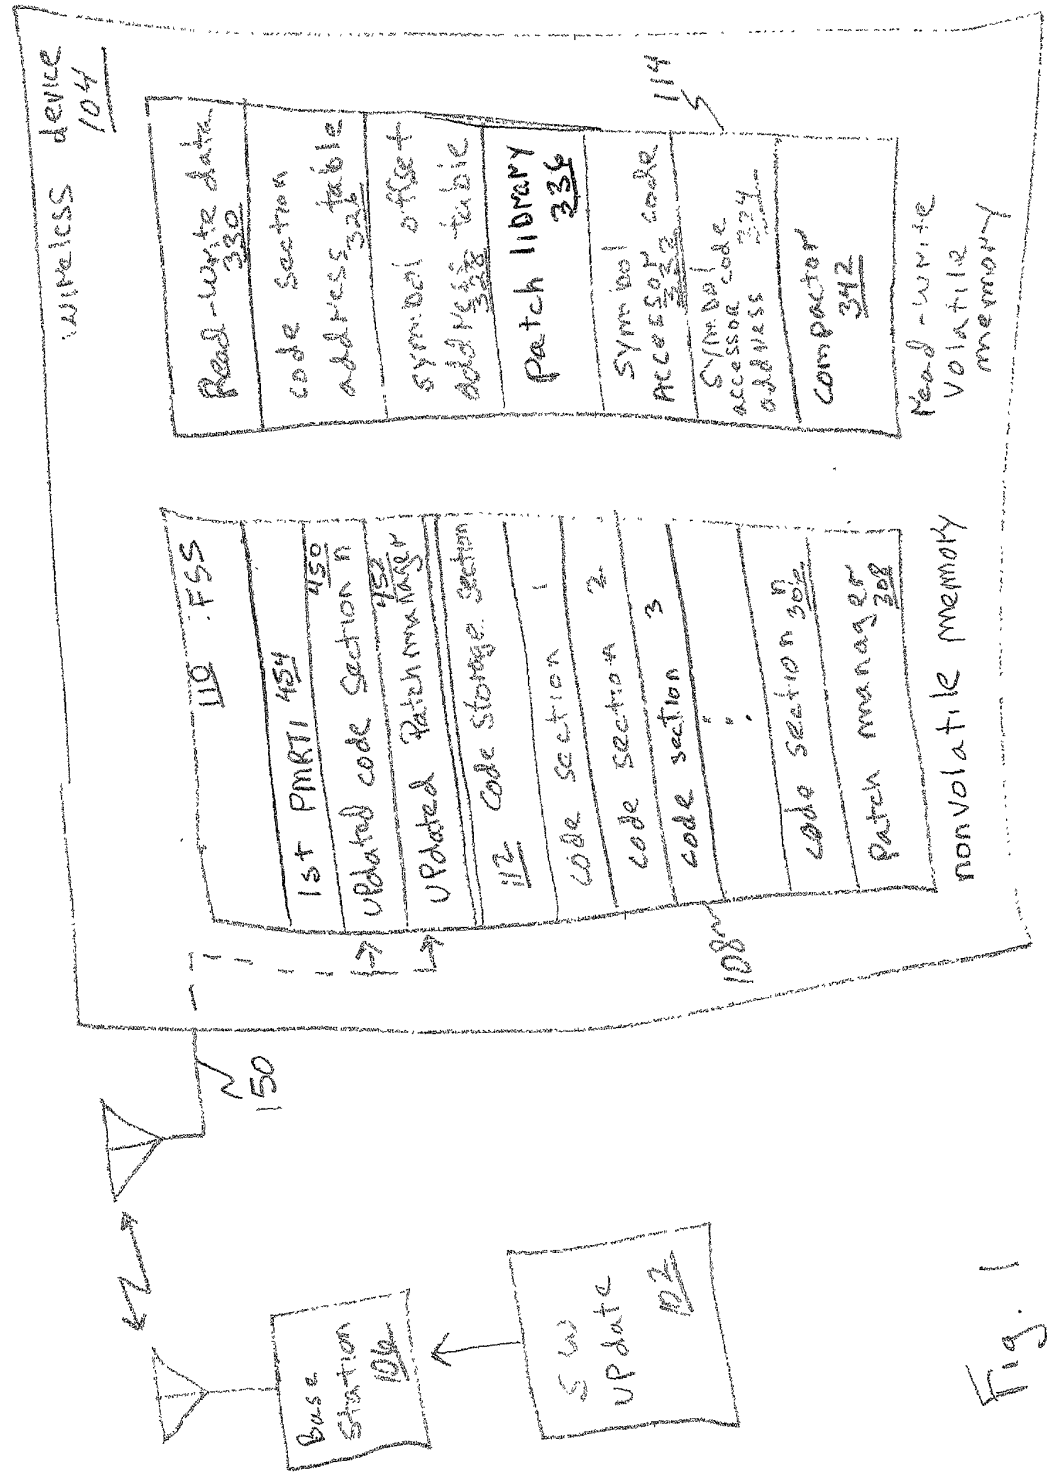 wireless device
104
110 FSS
1st PMRTI 454
450
updated code section n
452
updated Patch manager
112 code storage section
code section 1
code section 2
code section 3
code section n
302
patch manager
308
nonvolatile memory
108
Read-write data
330
code section
address table
326
symbol offset
address table
328
patch library
336
symbol
Accessor code
332
symbol
accessor code
address 334
compactor
342
114
read-write
volatile
memory
150
Base
Station
106
SW
update
102
Fig. 1